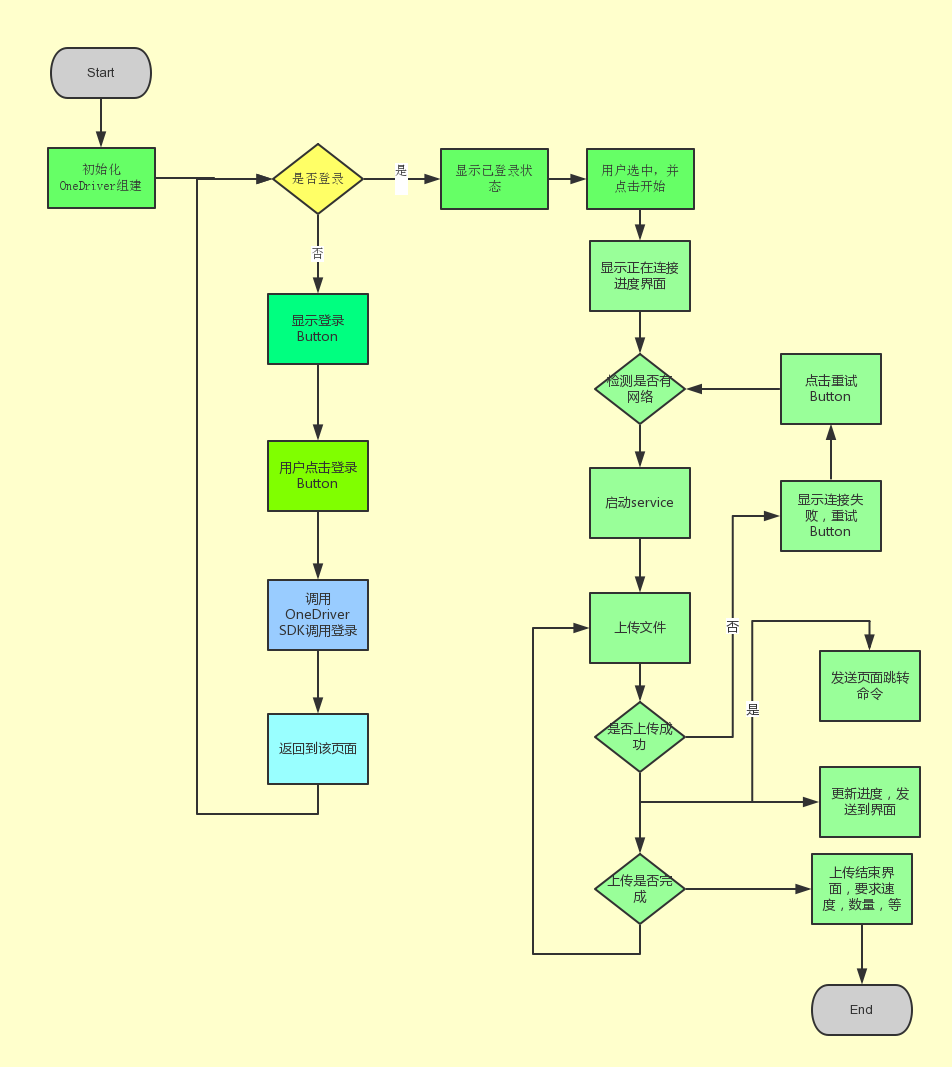 Start
初始化
OneDriver组建
是否登录
是
显示已登录状
态
用户选中，并
点击开始
否
显示登录
Button
用户点击登录
Button
调用
OneDriver
SDK调用登录
返回到该页面
显示正在连接
进度界面
检测是否有
网络
点击重试
Button
启动service
显示连接失
败，重试
Button
上传文件
否
是否上传成
功
是
发送页面跳转
命令
更新进度，发
送到界面
上传是否完
成
上传结束界
面，要求速
度，数量，等
End